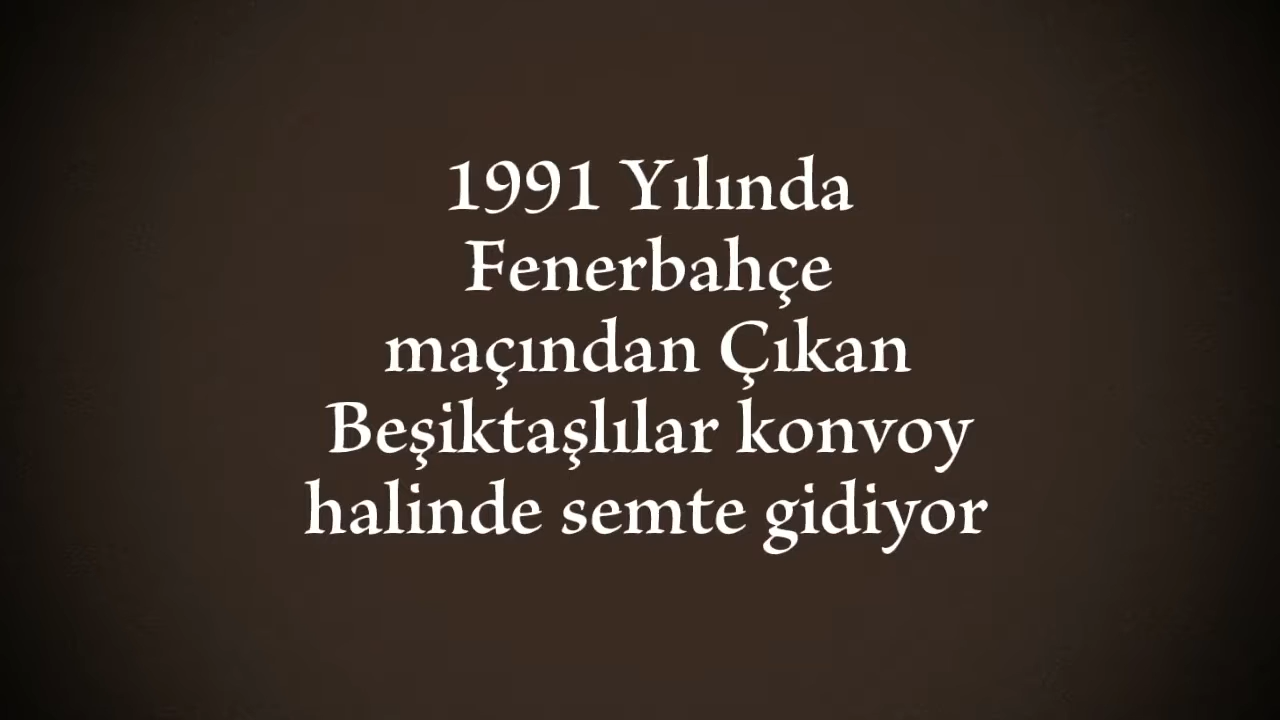 1991 Yılında
Fenerbahçe
maçından Çıkan
Beşiktaşlılar konvoy
halinde semte gidiyor